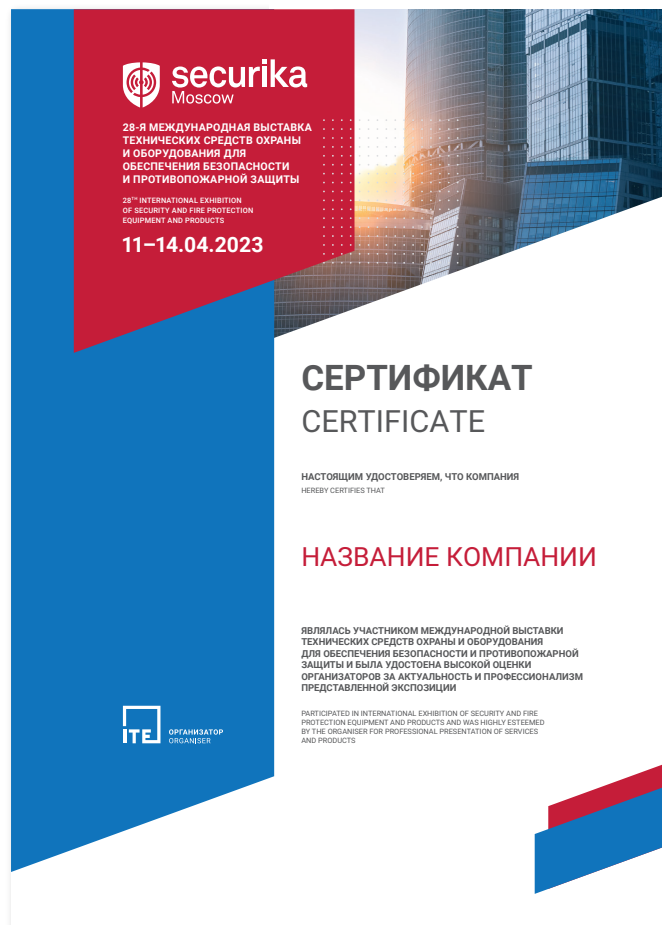 securika
Moscow
28-Я МЕЖДУНАРОДНАЯ ВЫСТАВКА
ТЕХНИЧЕСКИХ СРЕДСТВ ОХРАНЫ
И ОБОРУДОВАНИЯ ДЛЯ
ОБЕСПЕЧЕНИЯ БЕЗОПАСНОСТИ
И ПРОТИВОПОЖАРНОЙ ЗАЩИТЫ
28TH INTERNATIONAL EXHIBITION
OF SECURITY AND FIRE PROTECTION
EQUIPMENT AND PRODUCTS
11–14.04.2023
СЕРТИФИКАТ
CERTIFICATE
НАСТОЯЩИМ УДОСТОВЕРЯЕМ, ЧТО КОМПАНИЯ
HEREBY CERTIFIES THAT
НАЗВАНИЕ КОМПАНИИ
ЯВЛЯЛАСЬ УЧАСТНИКОМ МЕЖДУНАРОДНОЙ ВЫСТАВКИ
ТЕХНИЧЕСКИХ СРЕДСТВ ОХРАНЫ И ОБОРУДОВАНИЯ
ДЛЯ ОБЕСПЕЧЕНИЯ БЕЗОПАСНОСТИ И ПРОТИВОПОЖАРНОЙ
ЗАЩИТЫ И БЫЛА УДОСТОЕНА ВЫСОКОЙ ОЦЕНКИ
ОРГАНИЗАТОРОВ ЗА АКТУАЛЬНОСТЬ И ПРОФЕССИОНАЛИЗМ
ПРЕДСТАВЛЕННОЙ ЭКСПОЗИЦИИ
PARTICIPATED IN INTERNATIONAL EXHIBITION OF SECURITY AND FIRE
PROTECTION EQUIPMENT AND PRODUCTS AND WAS HIGHLY ESTEEMED
BY THE ORGANISER FOR PROFESSIONAL PRESENTATION OF SERVICES
AND PRODUCTS
ITE
ОРГАНИЗАТОР
ORGANISER